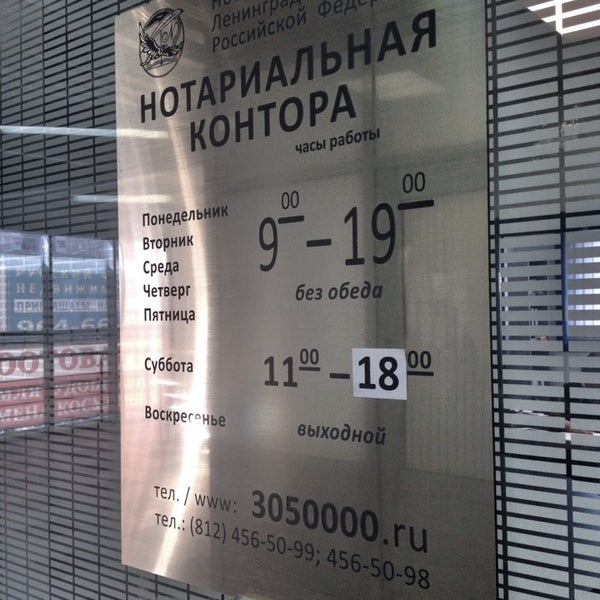 Ленинград
Российской Федер
НОТАРИАЛЬНАЯ
КОНТОРА
часы работы
Понедельник
Вторник
Среда
Четверг
Пятница
9 00 – 19 00
без обеда
Суббота
11 00 – 18 00
Воскресенье
выходной
тел. / www: 3050000.ru
тел.: (812) 456-50-99; 456-50-98